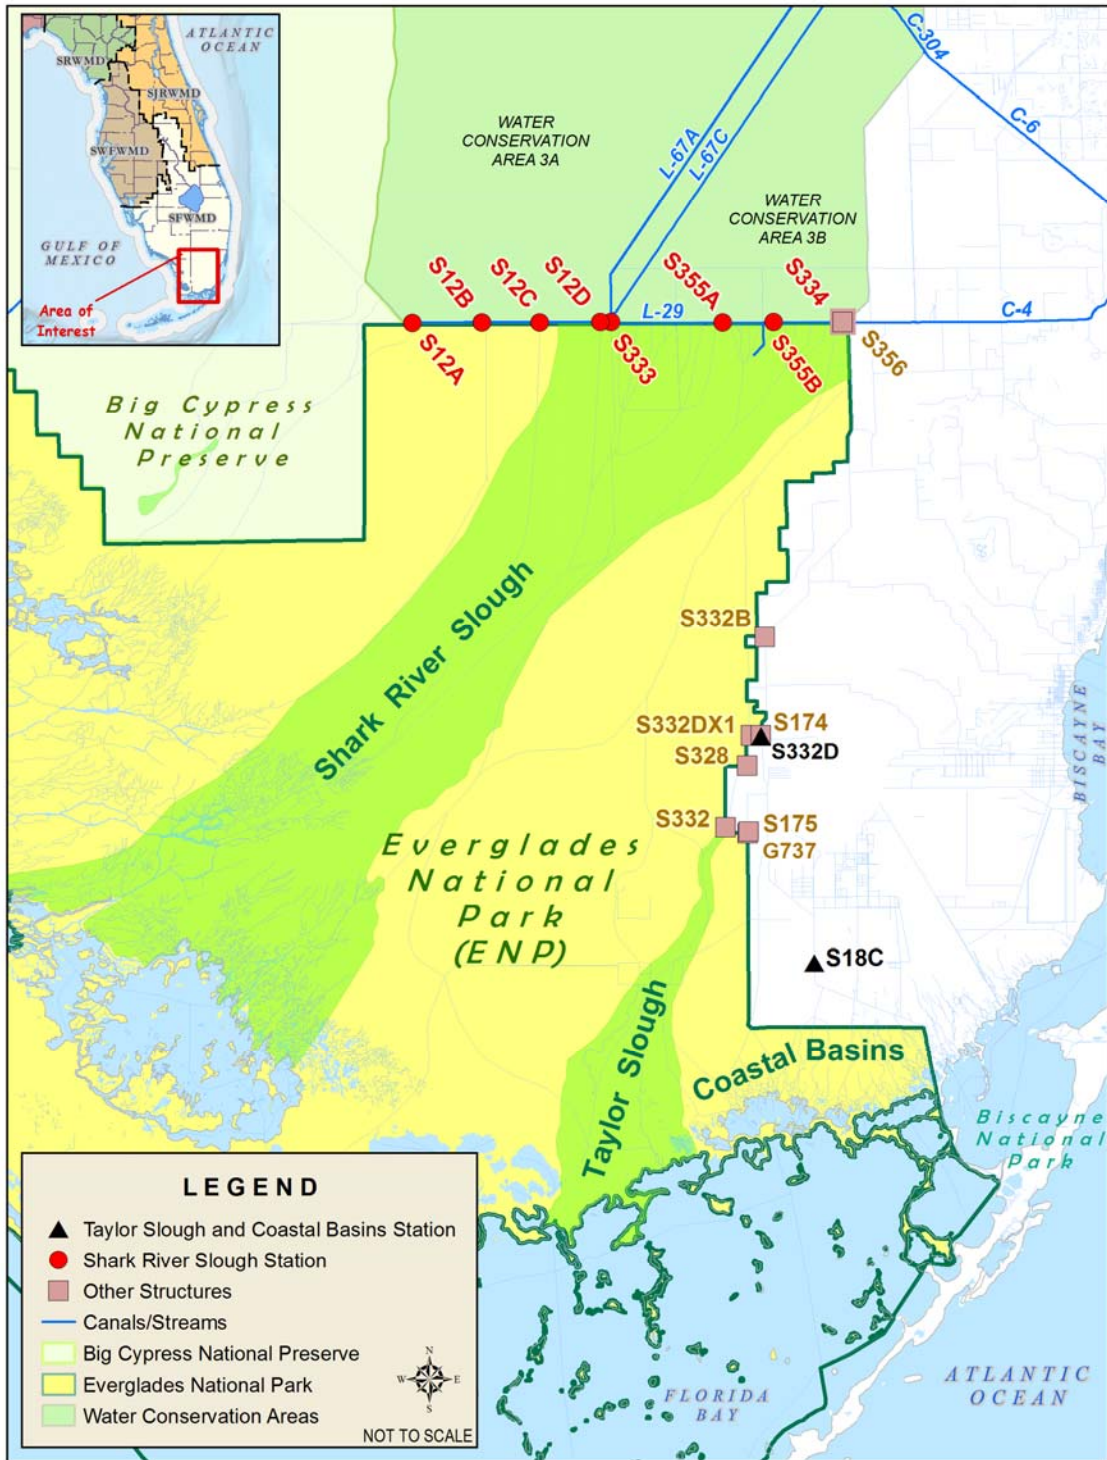 ATLANTIC
OCEAN
SRWMD
SJRWMD
SWFWMD
SFWMD
GULF OF
MEXICO
Area of
Interest
C-304
C-6
WATER
CONSERVATION
AREA 3A
L-67A
L-67C
WATER
CONSERVATION
AREA 3B
S12B
S12C
S12D
S355A
S334
L-29
C-4
S12A
S333
S355B
S356
Big Cypress
National
Preserve
Shark River Slough
S332B
S332DX1
S174
S332D
S328
S332
S175
G737
BISCAYNE
BAY
Everglades
National
Park
(ENP)
S18C
Taylor Slough
Coastal Basins
Biscayne
National
Park
LEGEND
Taylor Slough and Coastal Basins Station
Shark River Slough Station
Other Structures
Canals/Streams
Big Cypress National Preserve
Everglades National Park
Water Conservation Areas
N
W E
S
NOT TO SCALE
FLORIDA
BAY
ATLANTIC
OCEAN